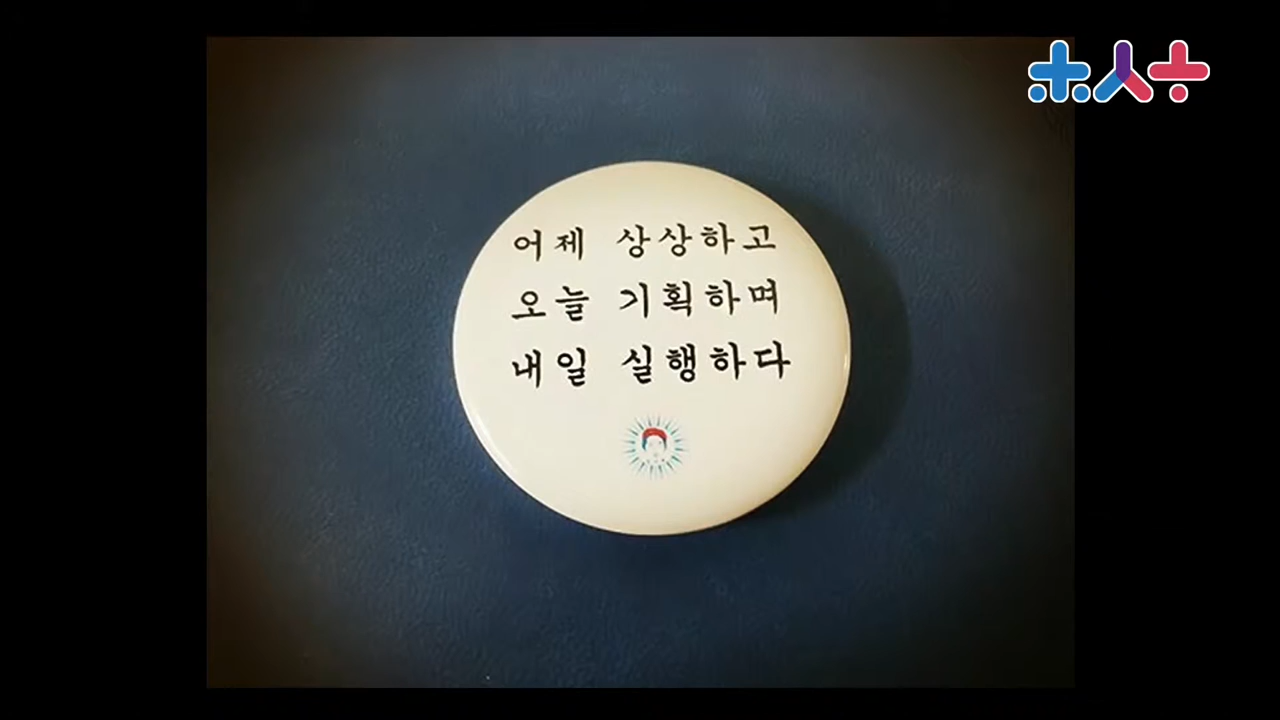 어제 상상하고
오늘 기획하며
내일 실행하다